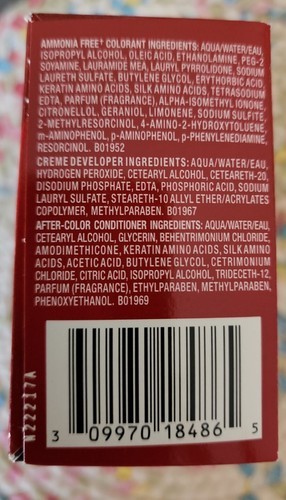 AMMONIA FREE† COLORANT INGREDIENTS: AQUA/WATER/EAU,
ISOPROPYL ALCOHOL, OLEIC ACID, ETHANOLAMINE, PEG-2
SOYAMINE, LAURAMIDE MEA, LAURYL PYRROLIDONE, SODIUM
LAURETH SULFATE, BUTYLENE GLYCOL, ERYTHORBIC ACID,
KERATIN AMINO ACIDS, SILK AMINO ACIDS, TETRASODIUM
EDTA, PARFUM (FRAGRANCE), ALPHA-ISOMETHYL IONONE,
CITRONELLOL, GERANIOL, LIMONENE, SODIUM SULFITE,
2-METHYLRESORCINOL, 4-AMINO-2-HYDROXYTOLUENE,
m-AMINOPHENOL, p-AMINOPHENOL, p-PHENYLENEDIAMINE,
RESORCINOL. B01952
CREME DEVELOPER INGREDIENTS: AQUA/WATER/EAU,
HYDROGEN PEROXIDE, CETEARYL ALCOHOL, CETEARETH-20,
DISODIUM PHOSPHATE, EDTA, PHOSPHORIC ACID, SODIUM
LAURYL SULFATE, STEARETH-10 ALLYL ETHER/ACRYLATES
COPOLYMER, METHYLPARABEN. B01967
AFTER-COLOR CONDITIONER INGREDIENTS: AQUA/WATER/EAU,
CETEARYL ALCOHOL, GLYCERIN, BEHENTRIMONIUM CHLORIDE,
AMODIMETHICONE, KERATIN AMINO ACIDS, SILK AMINO
ACIDS, ACETIC ACID, BUTYLENE GLYCOL, CETRIMONIUM
CHLORIDE, CITRIC ACID, ISOPROPYL ALCOHOL, TRIDECETH-12,
PARFUM (FRAGRANCE), ETHYLPARABEN, METHYLPARABEN,
PHENOXYETHANOL. B01969
N22217A
3 09970 18486 5